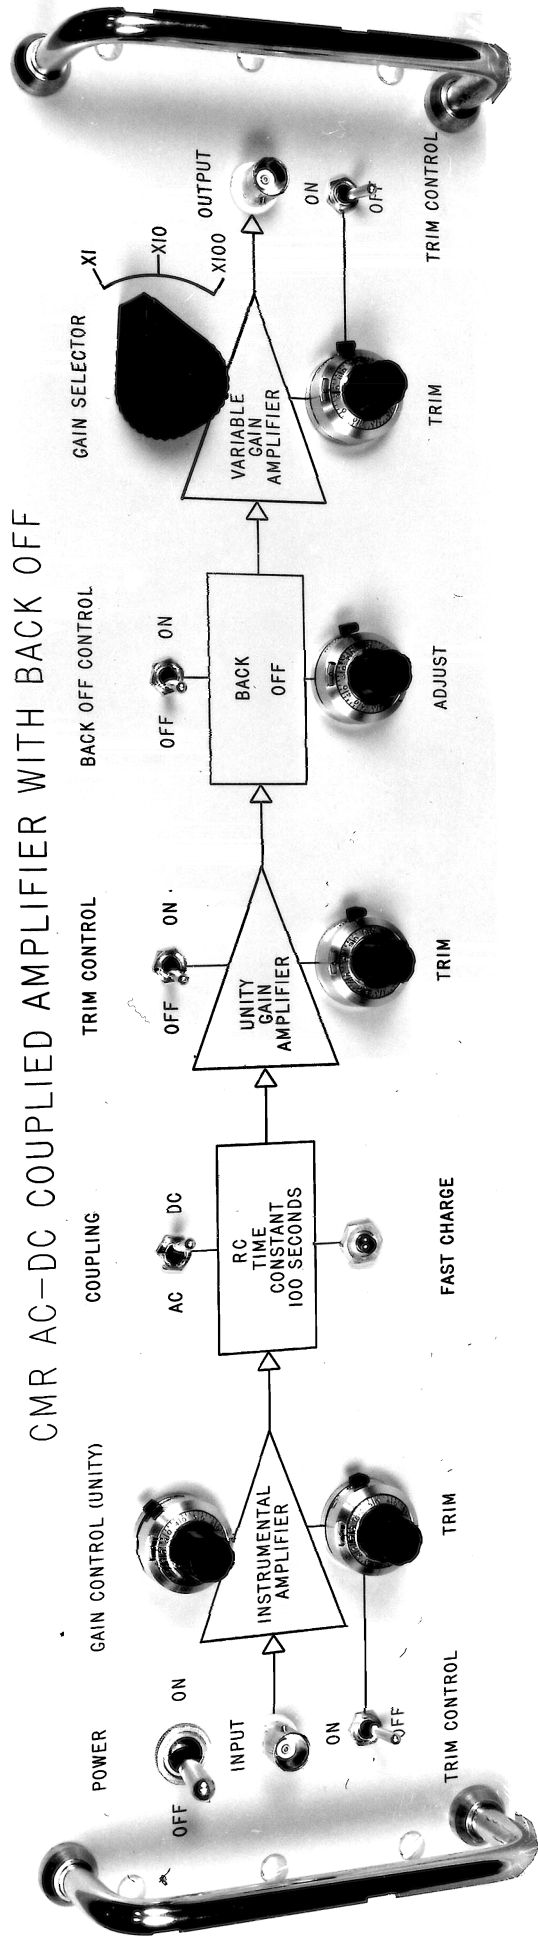 CMR AC-DC COUPLIED AMPLIFIER WITH BACK OFF
POWER
GAIN CONTROL (UNITY)
COUPLING
TRIM CONTROL
BACK OFF CONTROL
GAIN SELECTOR
OFF
ON
AC
DC
OFF
ON
OFF
ON
X1
X10
X100
INPUT
INSTRUMENTAL
AMPLIFIER
RC
TIME
CONSTANT
100 SECONDS
UNITY
GAIN
AMPLIFIER
BACK
OFF
VARIABLE
GAIN
AMPLIFIER
OUTPUT
ON
OFF
ON
OFF
TRIM CONTROL
TRIM
FAST CHARGE
TRIM
ADJUST
TRIM
TRIM CONTROL